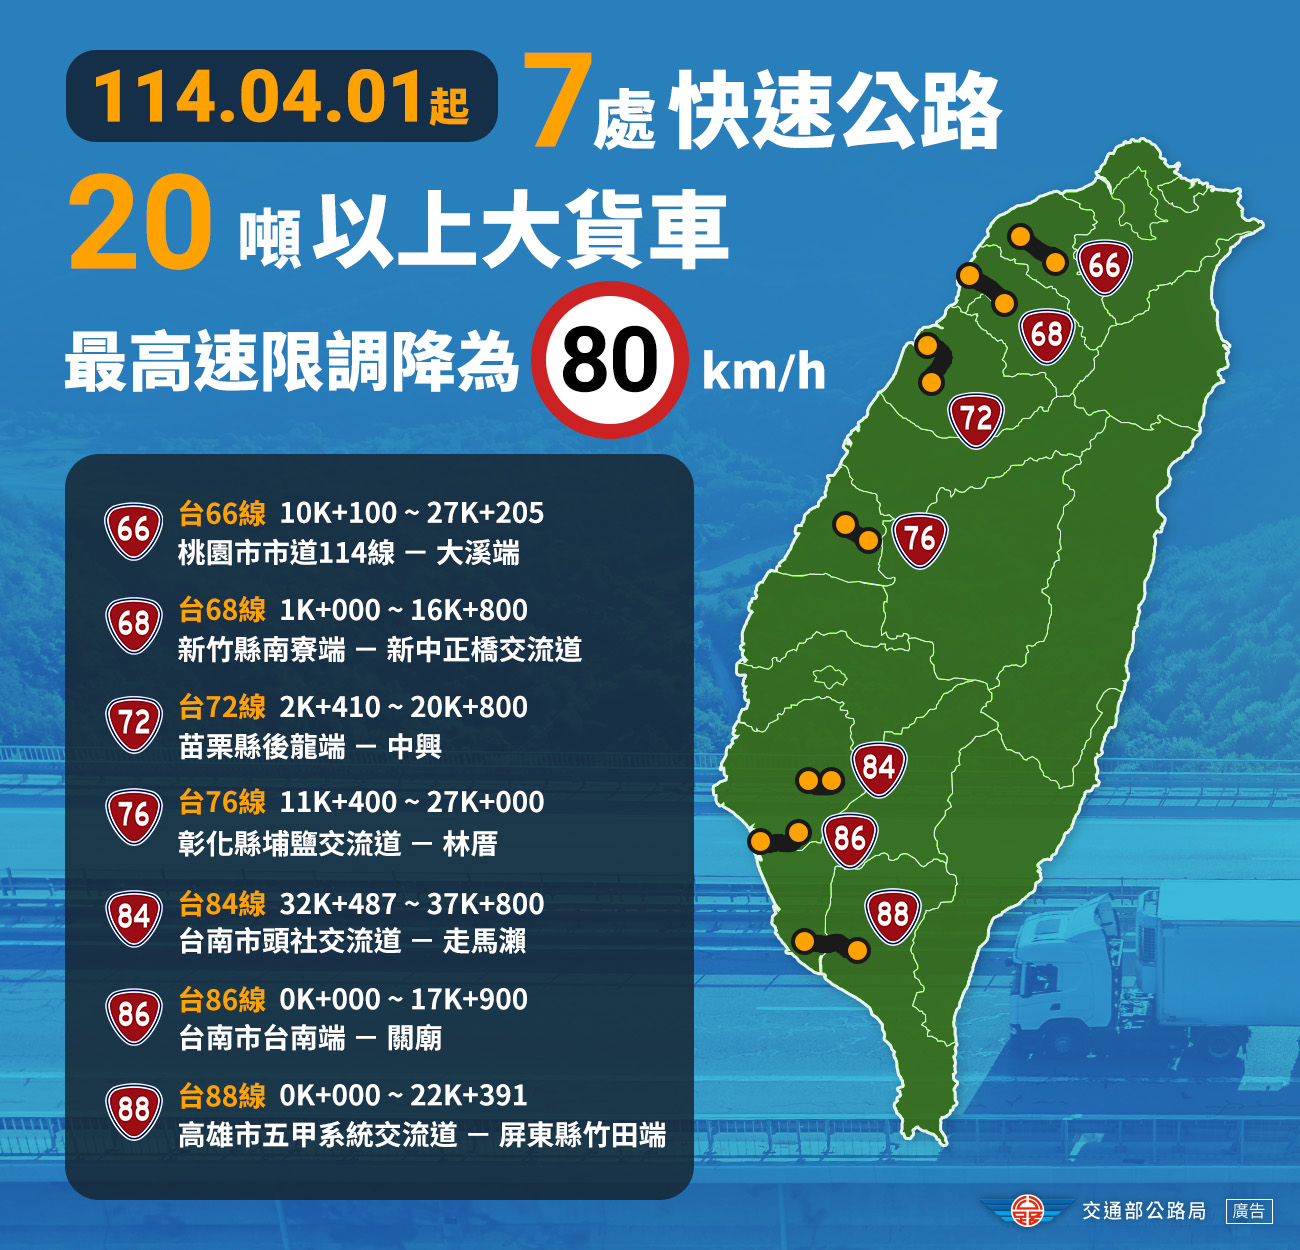 114.04.01起 7處快速公路
20噸以上大貨車
最高速限調降為 80 km/h
66 台66線 10K+100 ~ 27K+205
桃園市市道114線 － 大溪端
68 台68線 1K+000 ~ 16K+800
新竹縣南寮端 － 新中正橋交流道
72 台72線 2K+410 ~ 20K+800
苗栗縣後龍端 － 中興
76 台76線 11K+400 ~ 27K+000
彰化縣埔鹽交流道 － 林厝
84 台84線 32K+487 ~ 37K+800
台南市頭社交流道 － 走馬瀨
86 台86線 0K+000 ~ 17K+900
台南市台南端 － 關廟
88 台88線 0K+000 ~ 22K+391
高雄市五甲系統交流道 － 屏東縣竹田端
66
68
72
76
84
86
88
交通部公路局 廣告